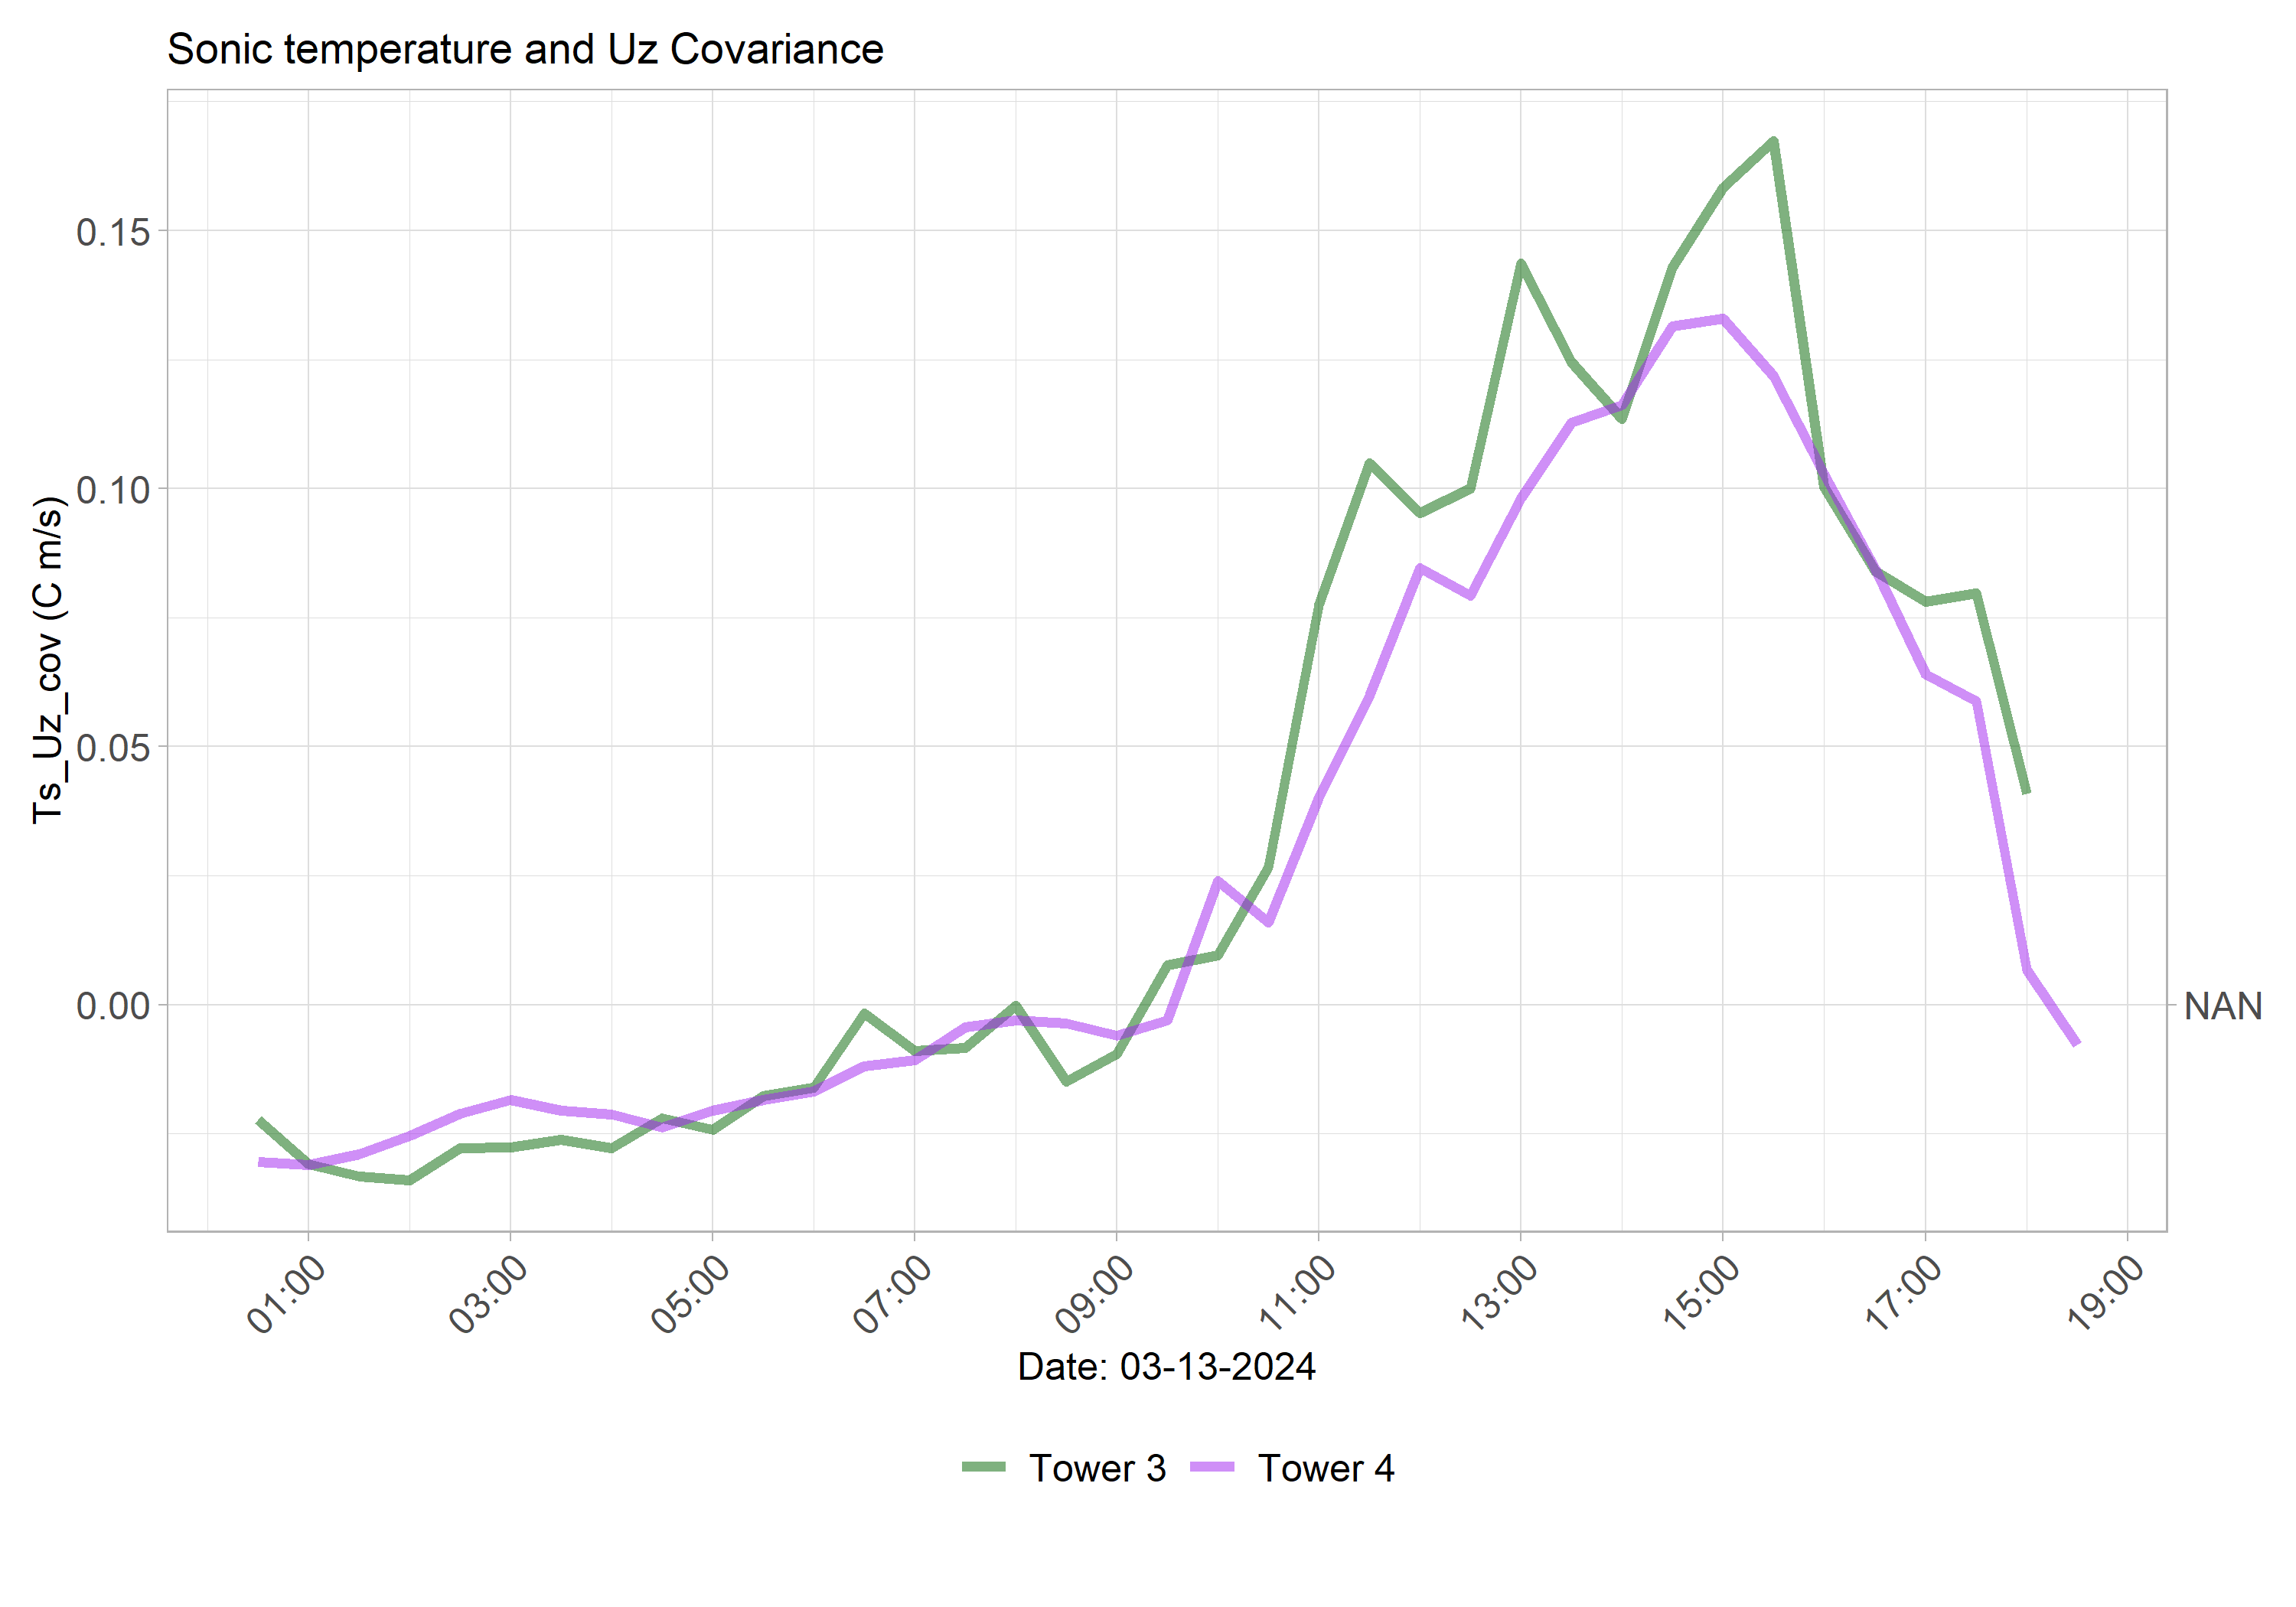 Sonic temperature and Uz Covariance
Ts_Uz_cov (C m/s)
0.15
0.10
0.05
0.00
NAN
01:00
03:00
05:00
07:00
09:00
11:00
13:00
15:00
17:00
19:00
Date: 03-13-2024
Tower 3
Tower 4